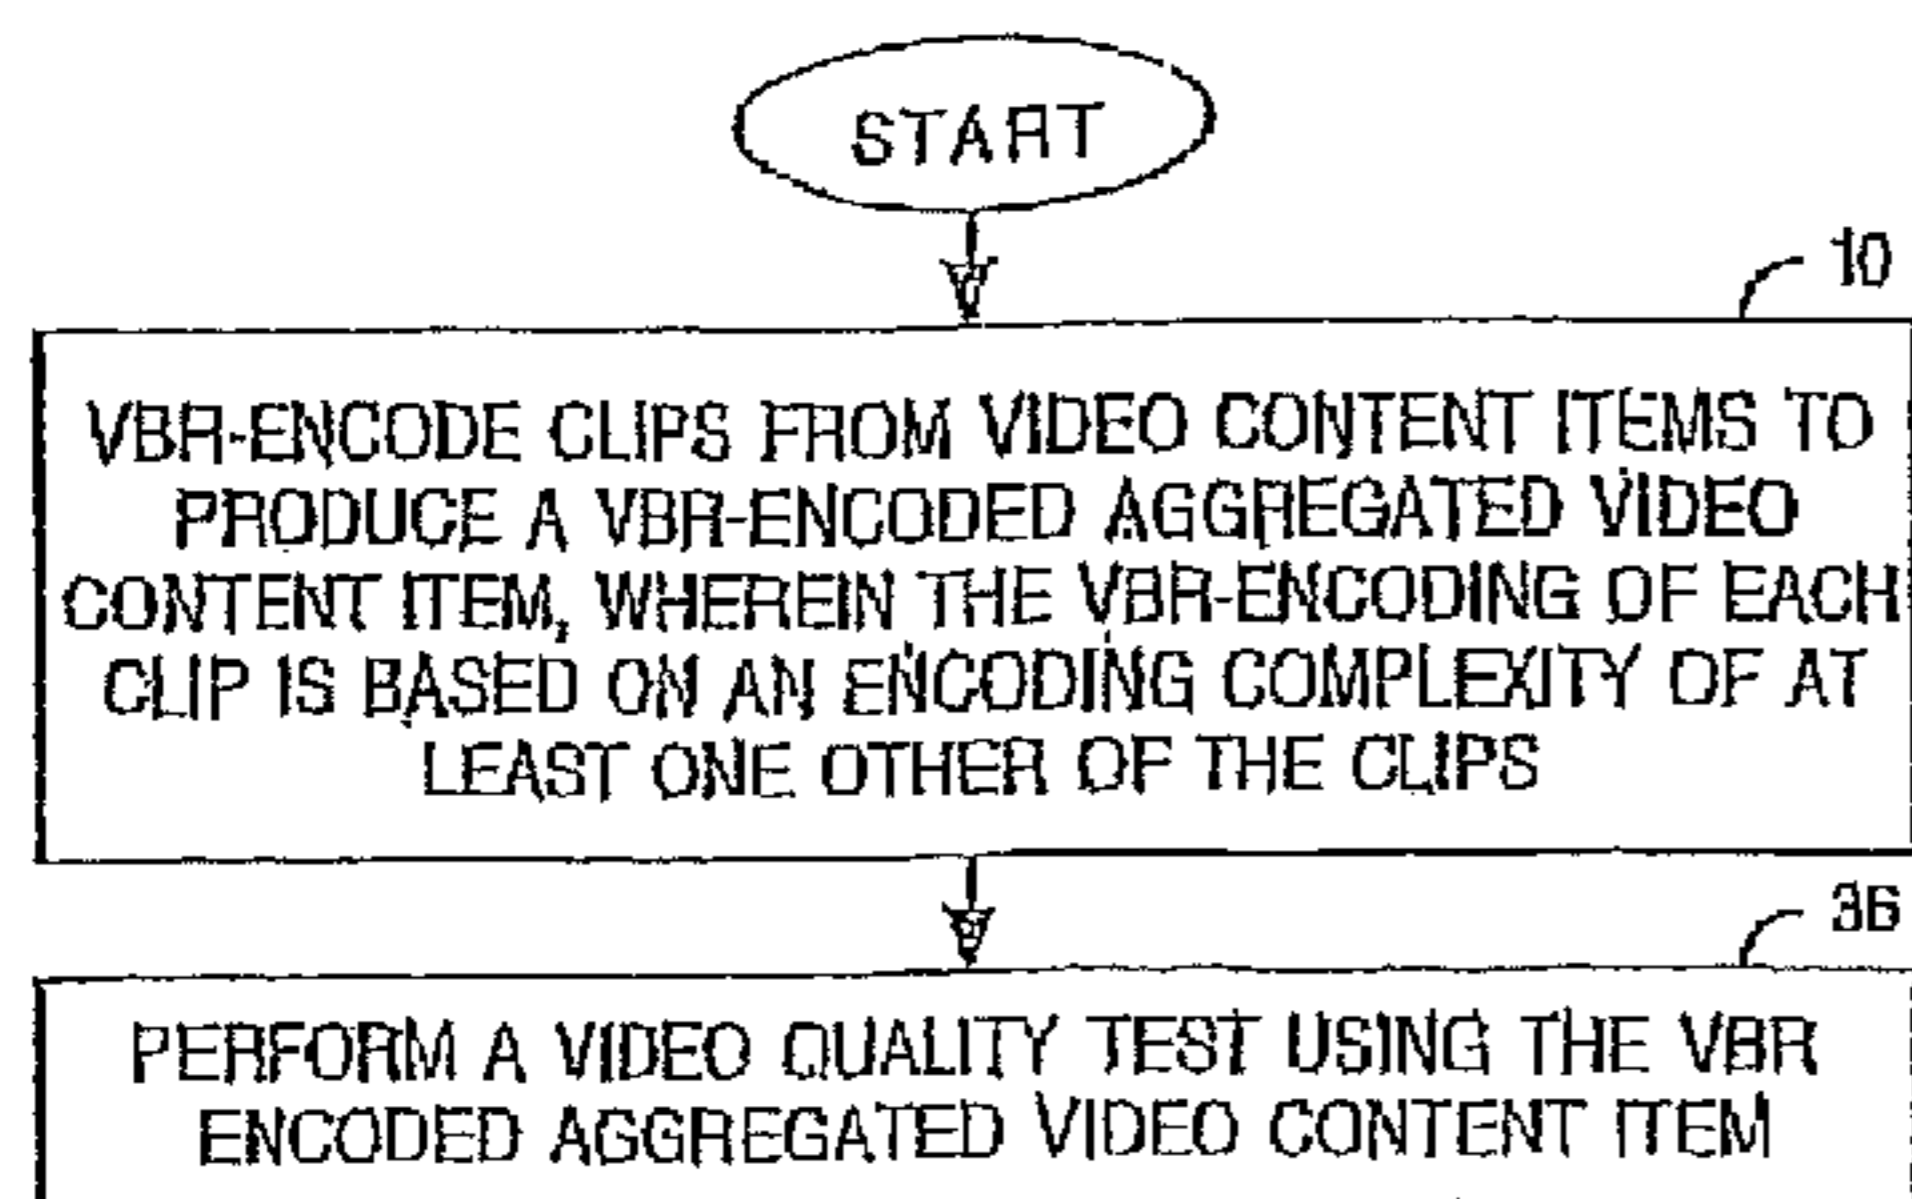 START
10
VBR-ENCODE CLIPS FROM VIDEO CONTENT ITEMS TO
PRODUCE A VBR-ENCODED AGGREGATED VIDEO
CONTENT ITEM, WHEREIN THE VBR-ENCODING OF EACH
CLIP IS BASED ON AN ENCODING COMPLEXITY OF AT
LEAST ONE OTHER OF THE CLIPS
36
PERFORM A VIDEO QUALITY TEST USING THE VBR
ENCODED AGGREGATED VIDEO CONTENT ITEM